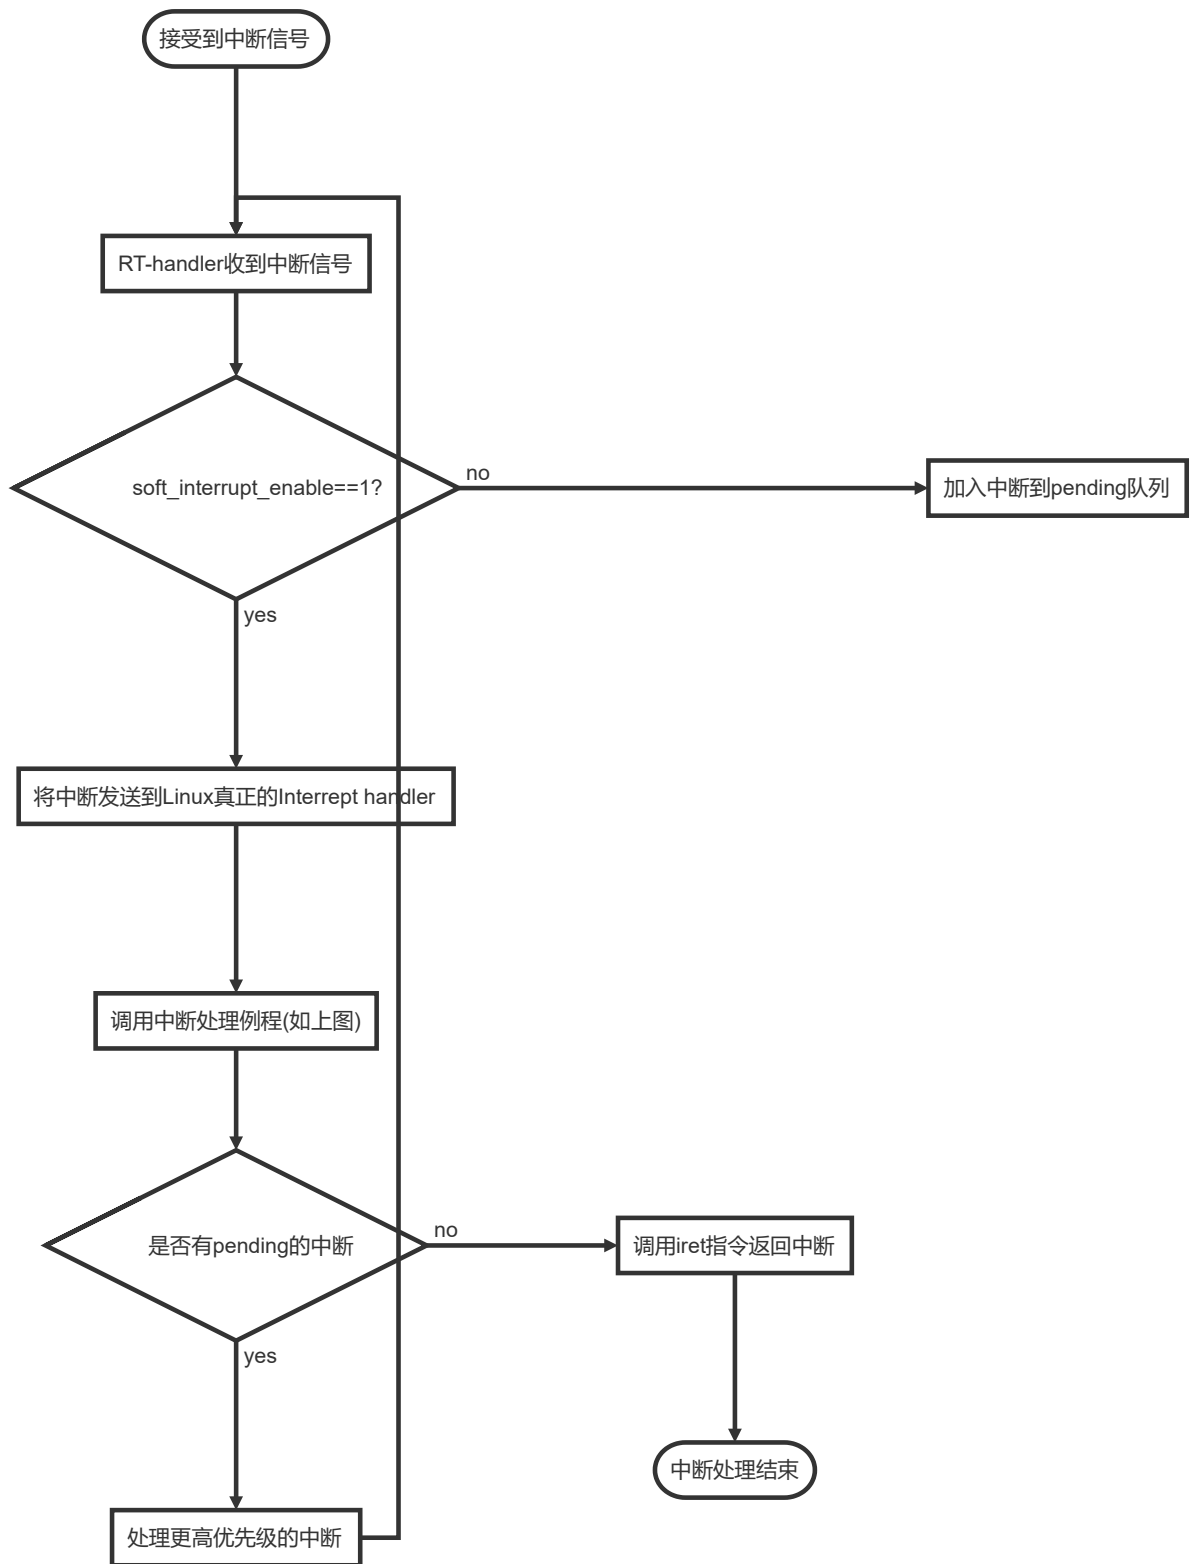 接受到中断信号
RT-handler收到中断信号
soft_interrupt_enable==1?
no
加入中断到pending队列
yes
将中断发送到Linux真正的Interrept handler
调用中断处理例程(如上图)
是否有pending的中断
no
调用iret指令返回中断
yes
中断处理结束
处理更高优先级的中断